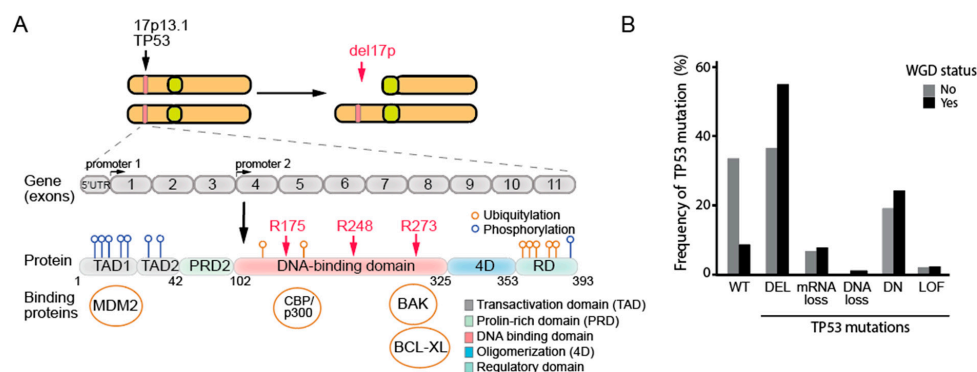 A
17p13.1
TP53
del17p
promoter 1
promoter 2
Gene
(exons)
5'UTR 1 2 3 4 5 6 7 8 9 10 11
R175 R248 R273
Ubiquitylation
Phosphorylation
Protein
TAD1 TAD2 PRD2 DNA-binding domain 4D RD
1 42 102 325 363 393
Binding
proteins
MDM2
CBP/
p300
BAK
BCL-XL
Transactivation domain (TAD)
Prolin-rich domain (PRD)
DNA binding domain
Oligomerization (4D)
Regulatory domain
B
Frequency of TP53 mutation (%)
60
40
20
0
WGD status
No
Yes
WT DEL mRNA loss DNA loss DN LOF
TP53 mutations